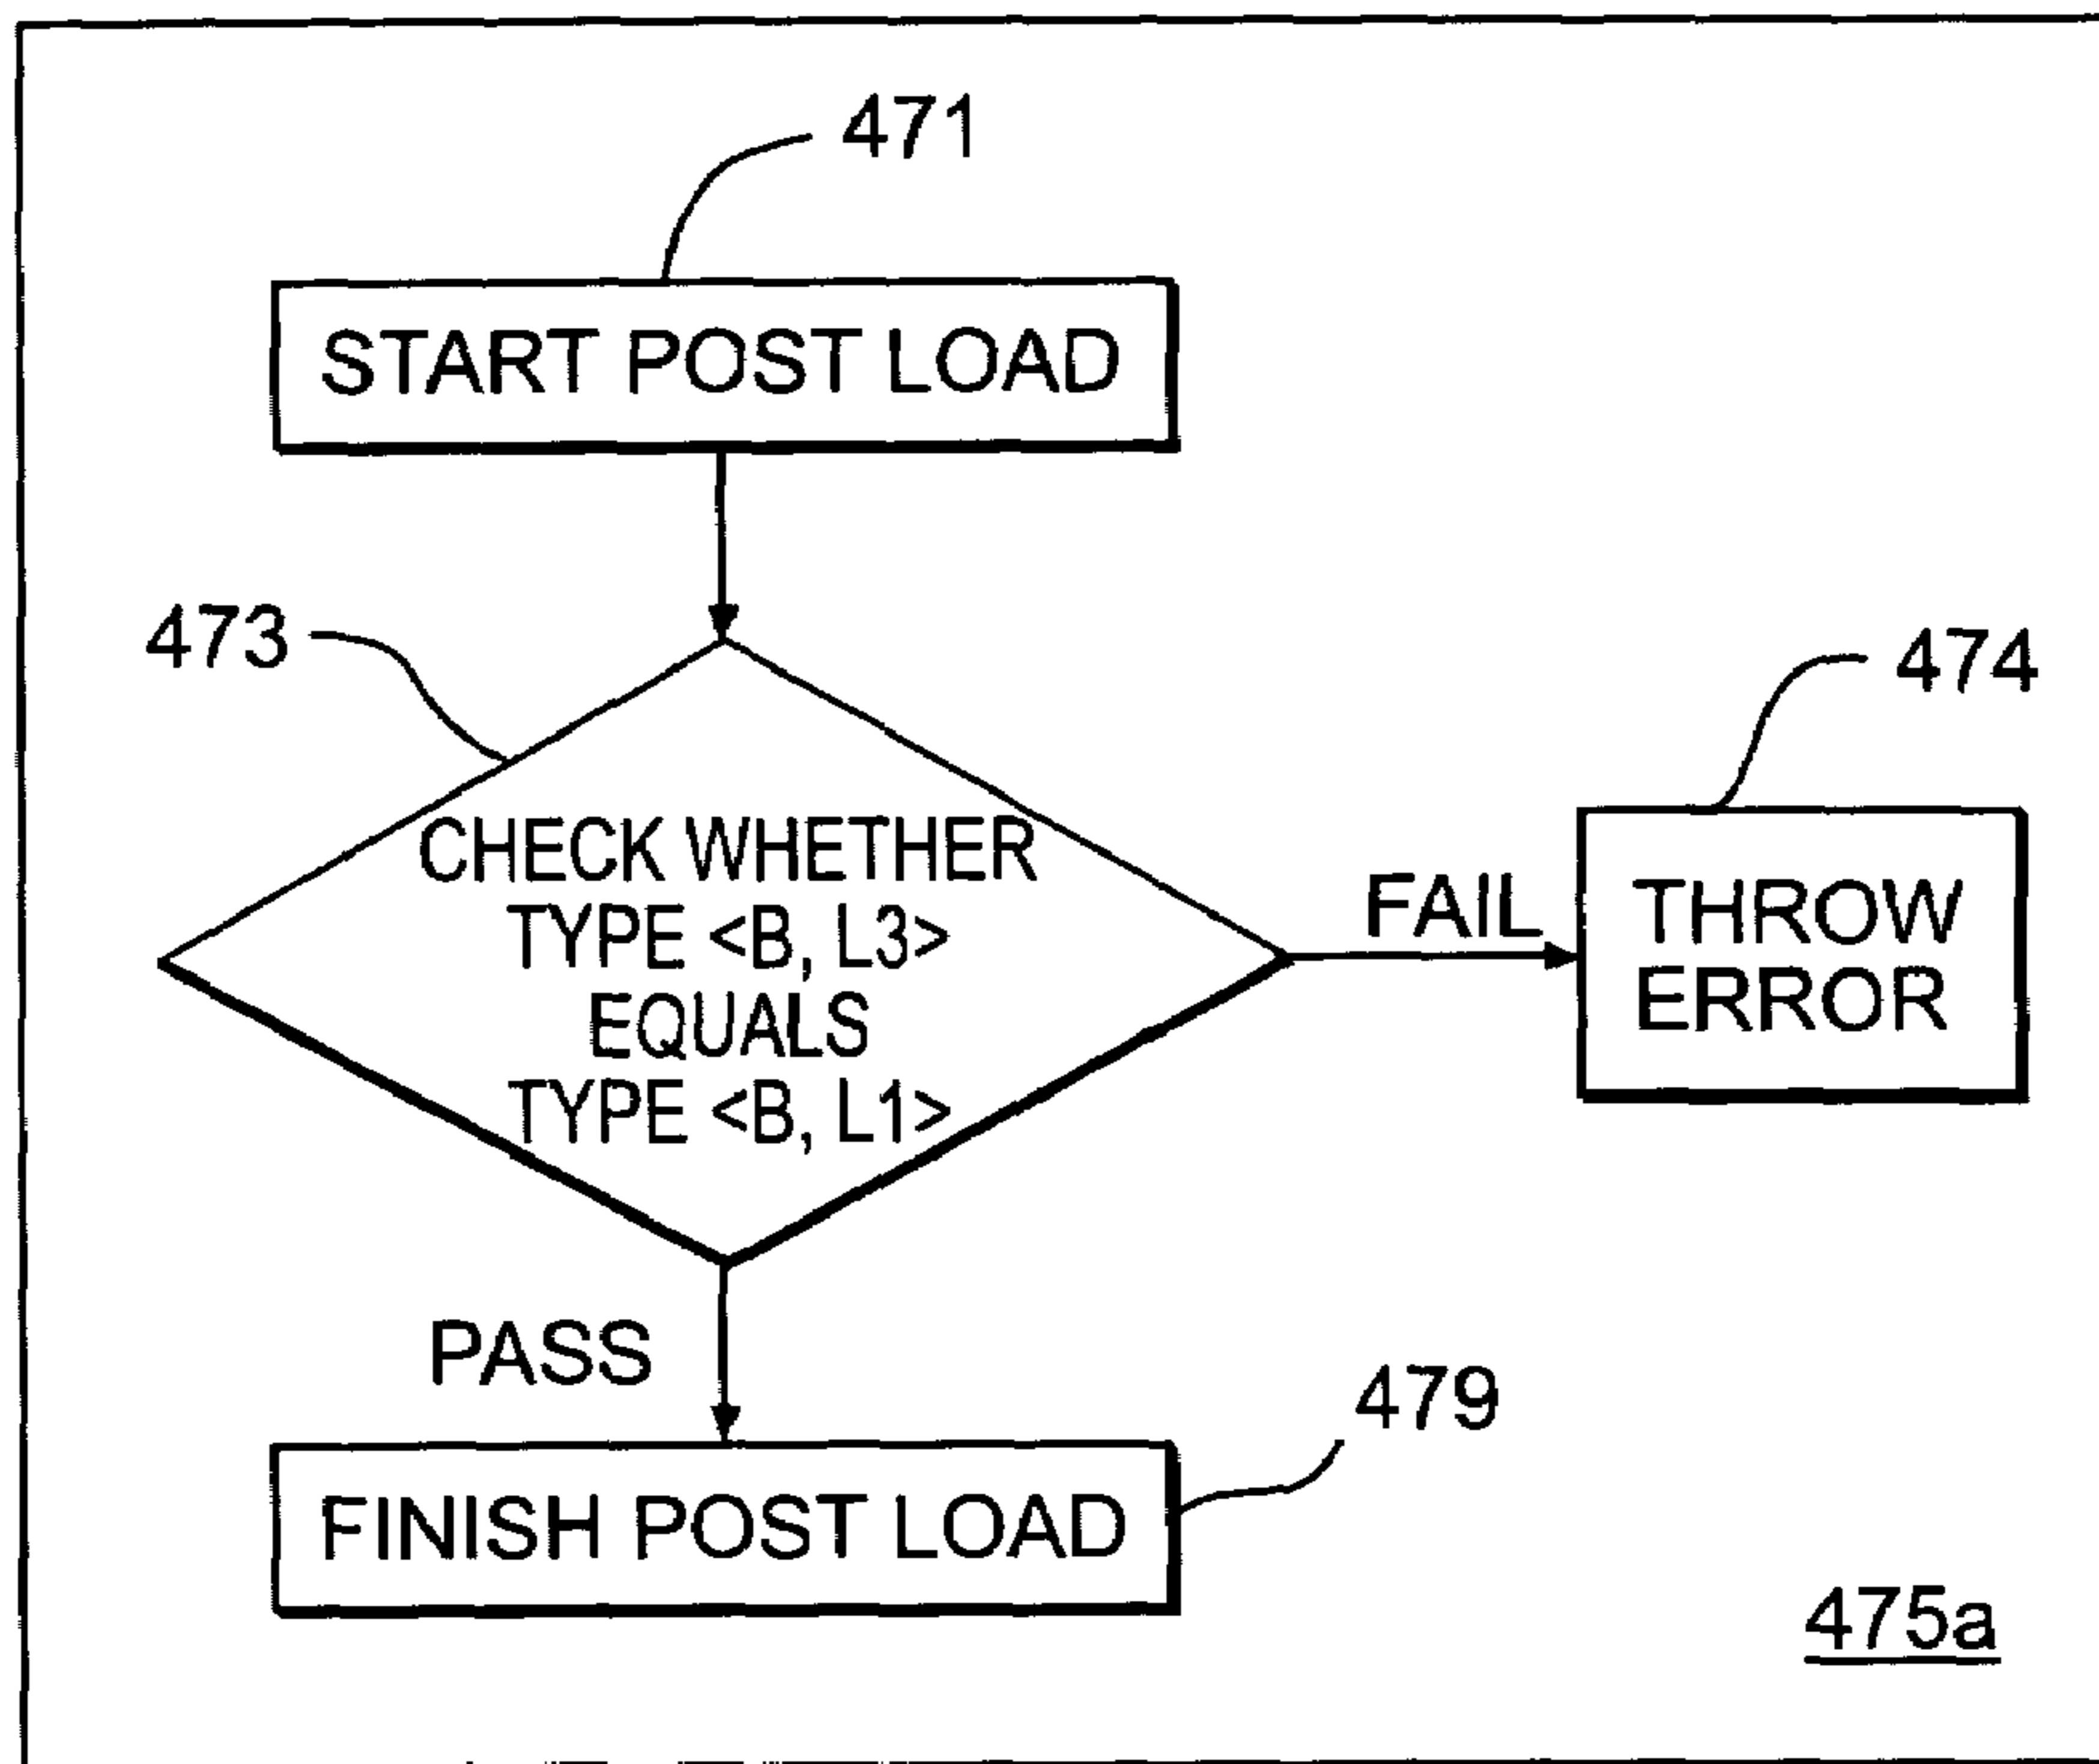 471
START POST LOAD
473
474
CHECK WHETHER
TYPE <B, L3>
EQUALS
TYPE <B, L1>
FAIL
THROW
ERROR
PASS
479
FINISH POST LOAD
475a